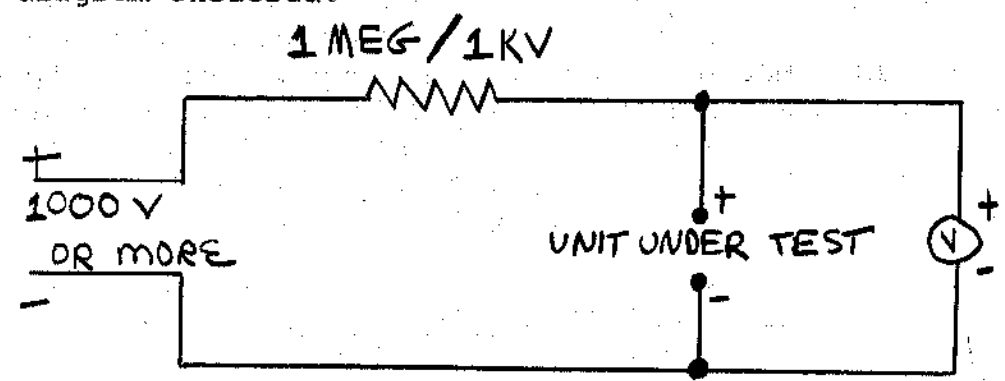 1 MEG/1KV
+
1000 V
OR MORE
-
+
UNIT UNDER TEST
-
+
V
-